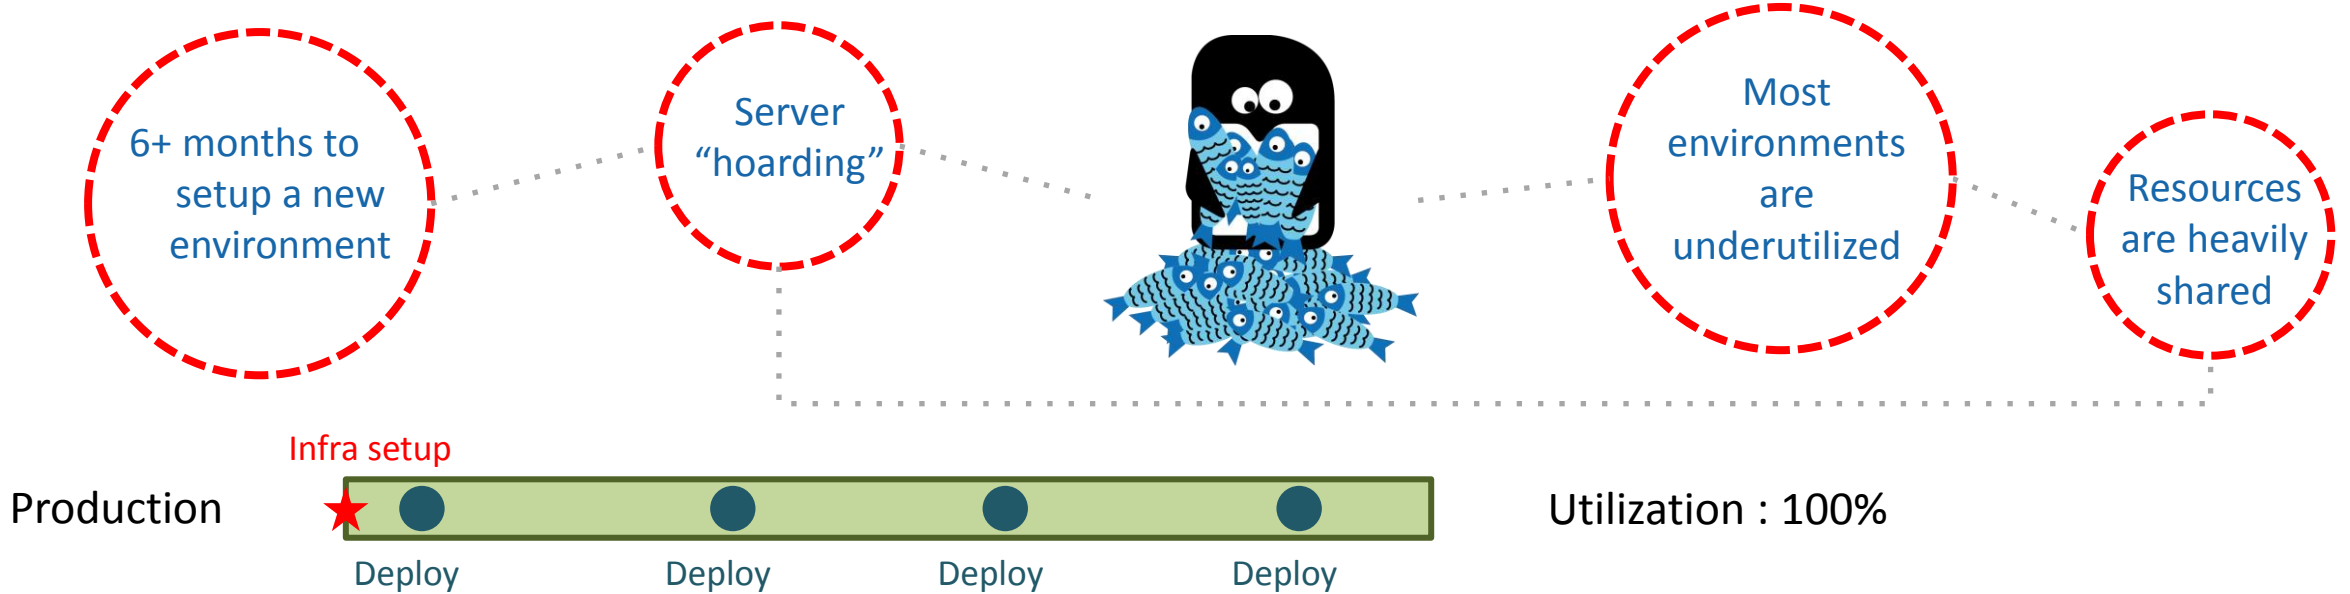 6+ months to
setup a new
environment
Server
“hoarding”
Most
environments
are
underutilized
Resources
are heavily
shared
Infra setup
Production
Utilization : 100%
Deploy
Deploy
Deploy
Deploy